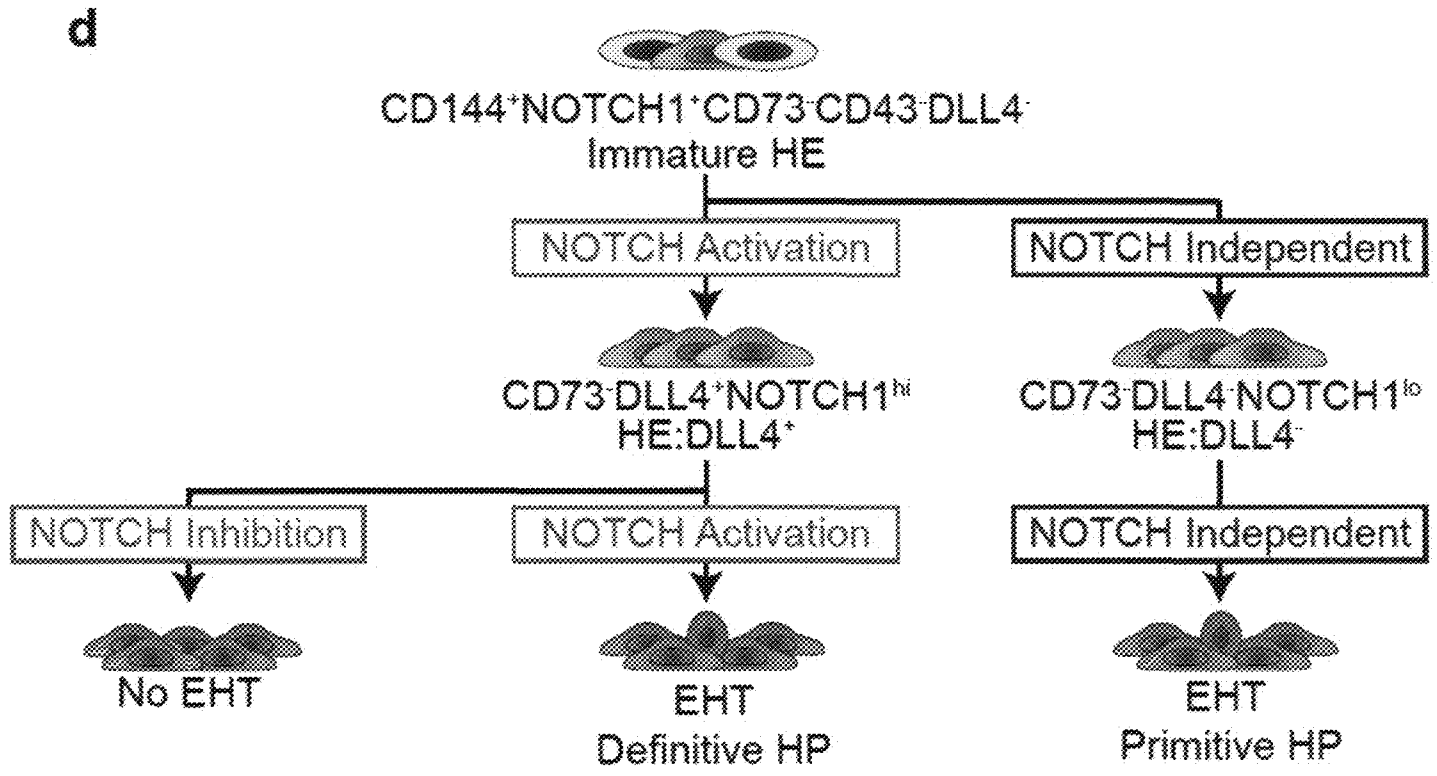 d
CD144⁺NOTCH1⁺CD73⁻CD43⁻DLL4⁻
Immature HE
NOTCH Activation
NOTCH Independent
CD73⁻DLL4⁺NOTCH1ʰⁱ
HE:DLL4⁺
CD73⁻DLL4⁻NOTCH1ˡᵒ
HE:DLL4⁻
NOTCH Inhibition
NOTCH Activation
NOTCH Independent
No EHT
EHT
Definitive HP
EHT
Primitive HP